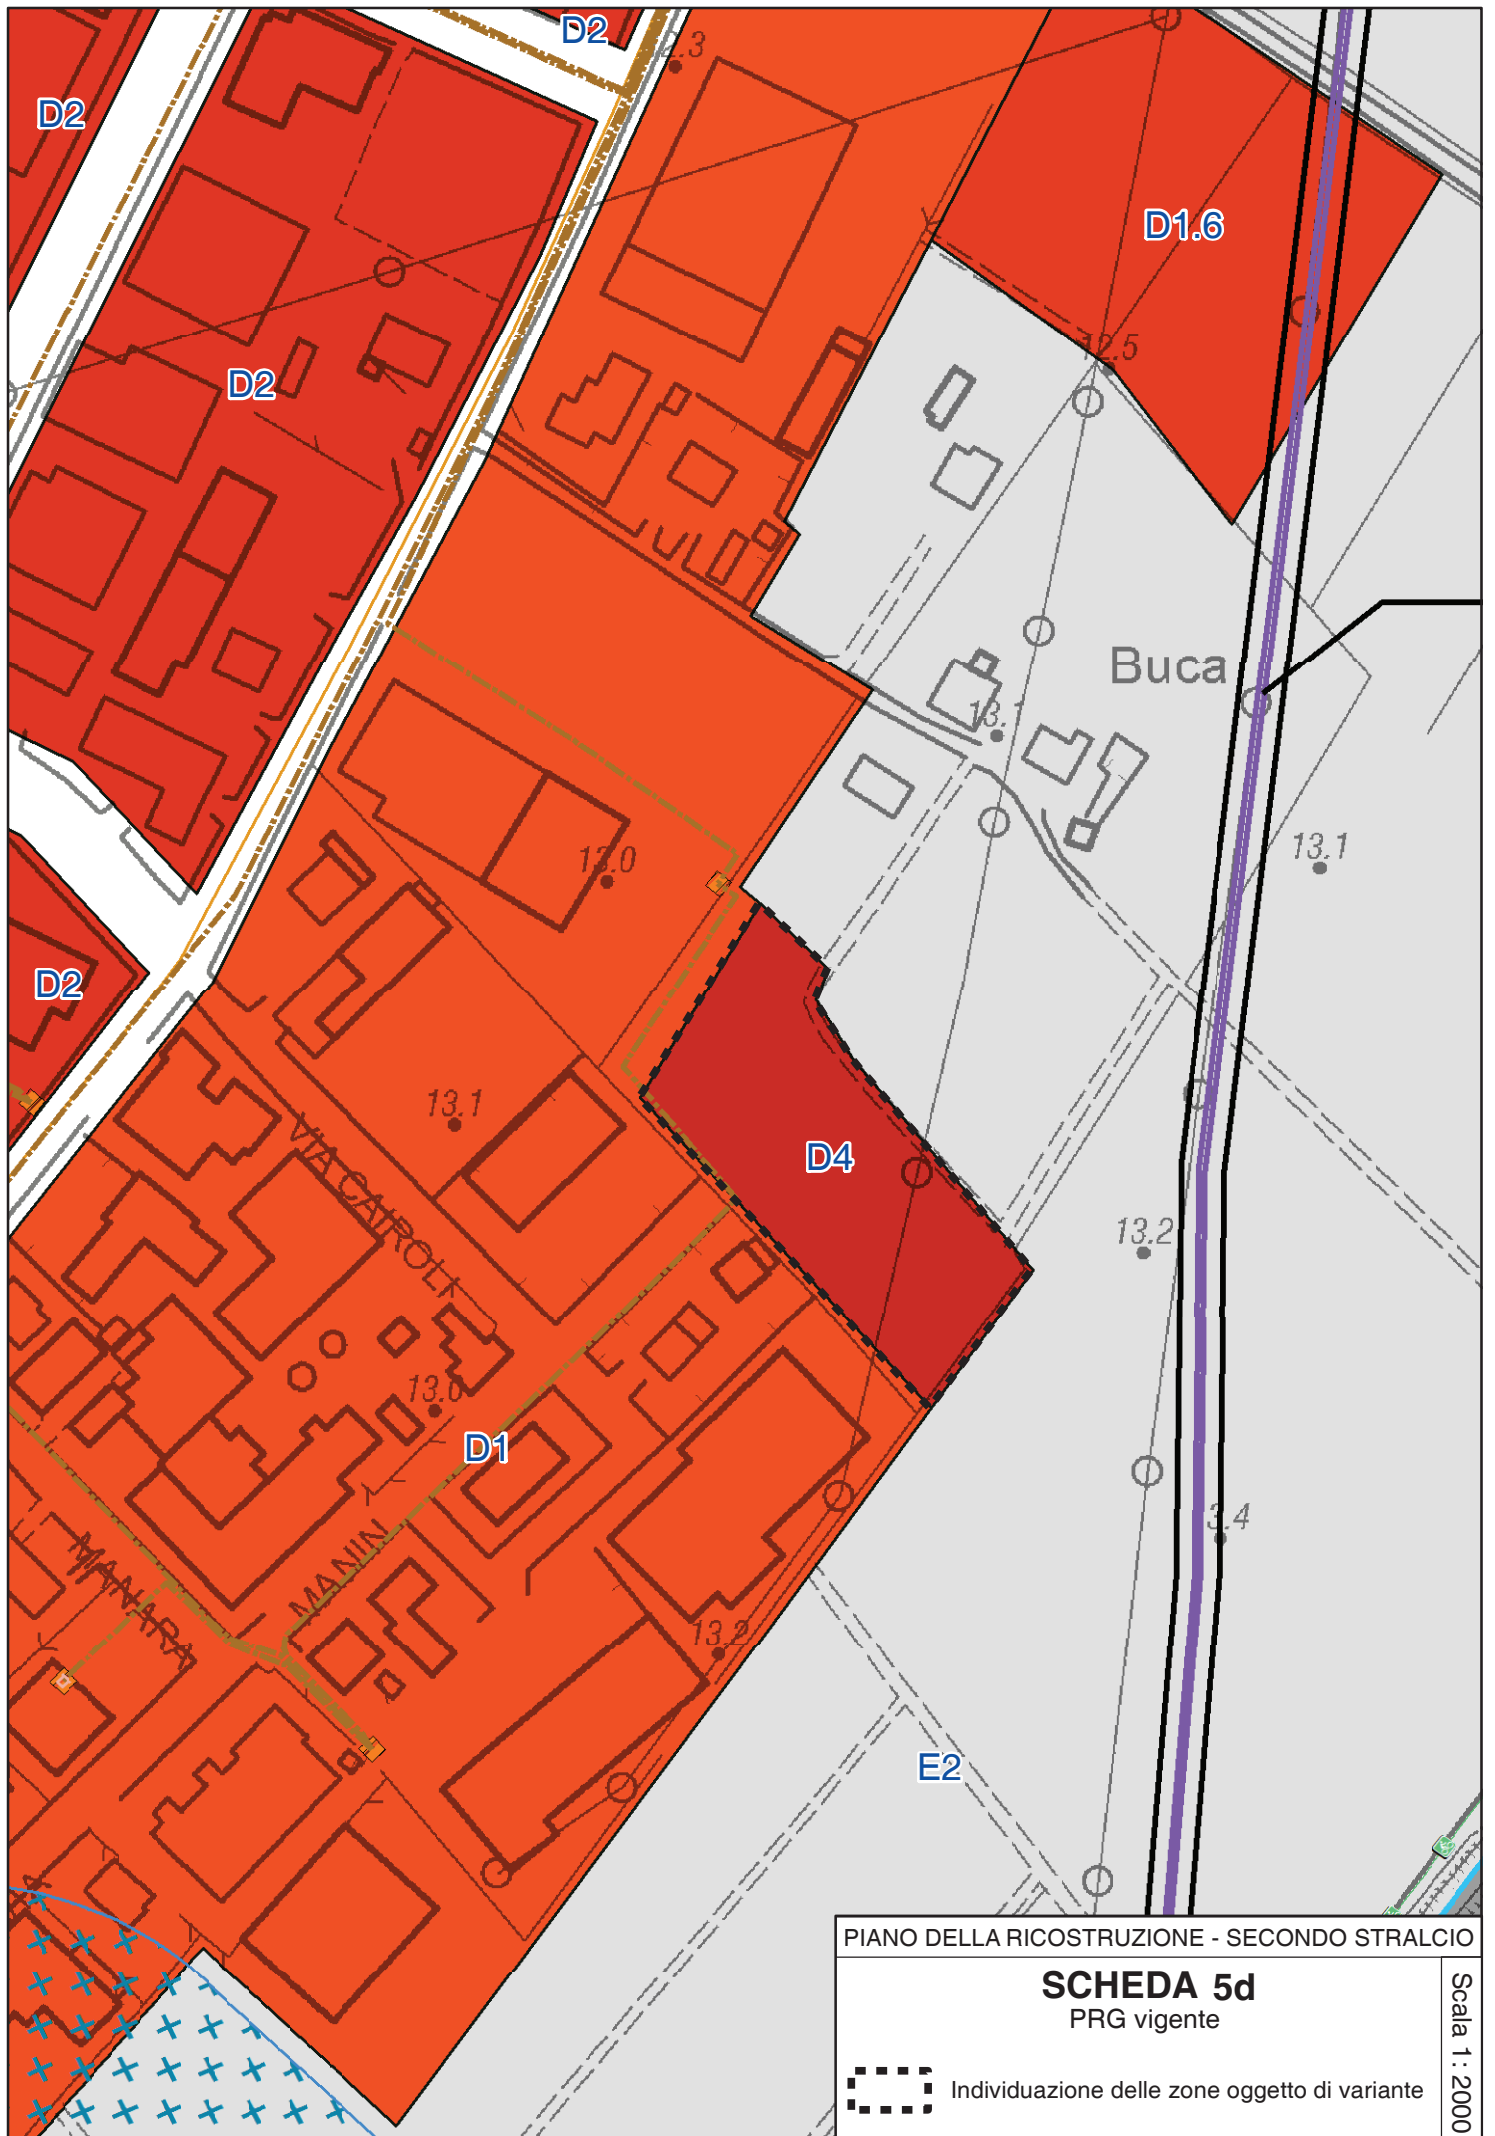 D2
2.3
D2
D1.6
12.5
D2
Buca
13.1
13.1
13.0
D2
13.1
VIA CAIROLI
D4
13.2
13.0
D1
3.4
MANIN
MANARA
13.2
E2
PIANO DELLA RICOSTRUZIONE - SECONDO STRALCIO
SCHEDA 5d
PRG vigente
Individuazione delle zone oggetto di variante
Scala 1: 2000